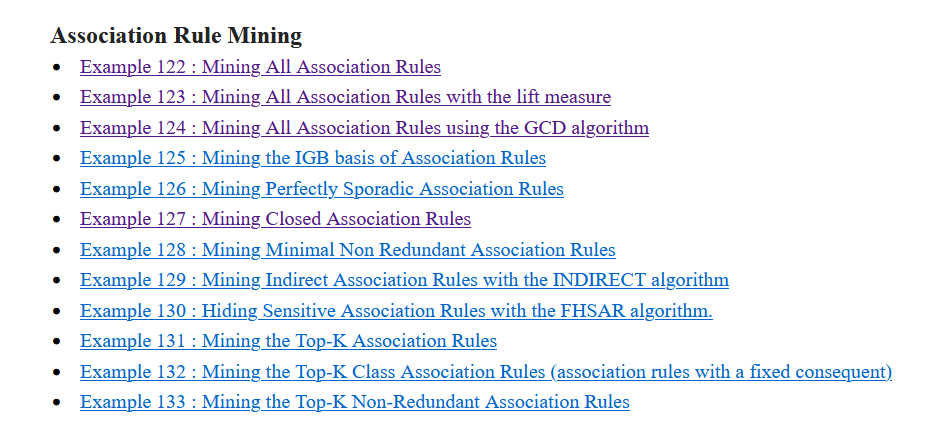 Association Rule Mining
Example 122 : Mining All Association Rules
Example 123 : Mining All Association Rules with the lift measure
Example 124 : Mining All Association Rules using the GCD algorithm
Example 125 : Mining the IGB basis of Association Rules
Example 126 : Mining Perfectly Sporadic Association Rules
Example 127 : Mining Closed Association Rules
Example 128 : Mining Minimal Non Redundant Association Rules
Example 129 : Mining Indirect Association Rules with the INDIRECT algorithm
Example 130 : Hiding Sensitive Association Rules with the FHSAR algorithm.
Example 131 : Mining the Top-K Association Rules
Example 132 : Mining the Top-K Class Association Rules (association rules with a fixed consequent)
Example 133 : Mining the Top-K Non-Redundant Association Rules